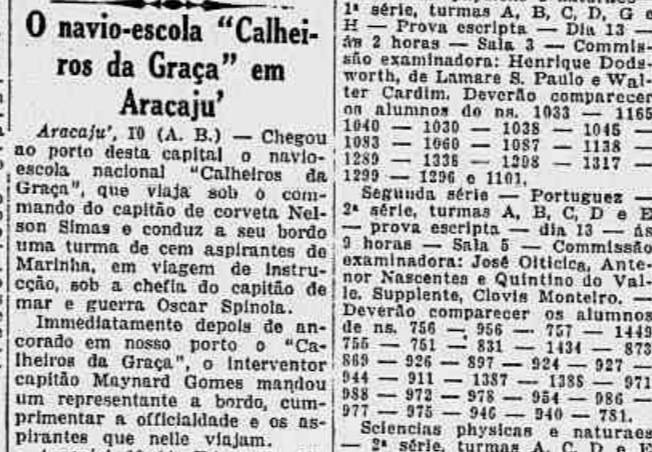 O navio-escola "Calhei-
ros da Graça" em
Aracaju'
Aracaju', 10 (A. B.) — Chegou
ao porto desta capital o navio-
escola nacional "Calheiros da
Graça", que viaja sob o com-
mando do capitão de corveta Nel-
son Simas e conduz a seu bordo
uma turma de cem aspirantes de
Marinha, em viagem de instru-
cção, sob a chefia do capitão de
mar e guerra Oscar Spinola.
Immediatamente depois de an-
corado em nosso porto o "Ca-
lheiros da Graça", o interventor
capitão Maynard Gomes mandou
um representante a bordo, cum-
primentar a officialdade e os as-
pirantes que nelle viajam.
1ª série, turmas A, B, C, D, G e
H — Prova escripta — Dia 13 —
ás 2 horas — Sala 3 — Commis-
são examinadora: Henrique Dods-
worth, de Lamare S. Paulo e Wal-
ter Cardim. Deverão comparecer
os alumnos de ns. 1033 — 1165
1040 — 1030 — 1038 — 1045 —
1083 — 1060 — 1087 — 1138 —
1289 — 1338 — 1298 — 1317 —
1299 — 1296 e 1101.
Segunda série — Portuguez —
2ª série, turmas A, B, C, D e E
— prova escripta — dia 13 — ás
9 horas — Sala 5 — Commissão
examinadora: José Oiticica, Ante-
nor Nascentes e Quintino do Val-
le. Supplente, Clovis Monteiro. —
Deverão comparecer os alumnos
de ns. 756 — 956 — 757 — 1449
755 — 751 — 831 — 1434 — 873
869 — 926 — 897 — 924 — 927 —
944 — 911 — 1387 — 1388 — 971
988 — 972 — 978 — 954 — 986 —
977 — 975 — 946 — 940 — 781.
Sciencias physicas e naturaes
— 2ª série, turmas A, C, D e E